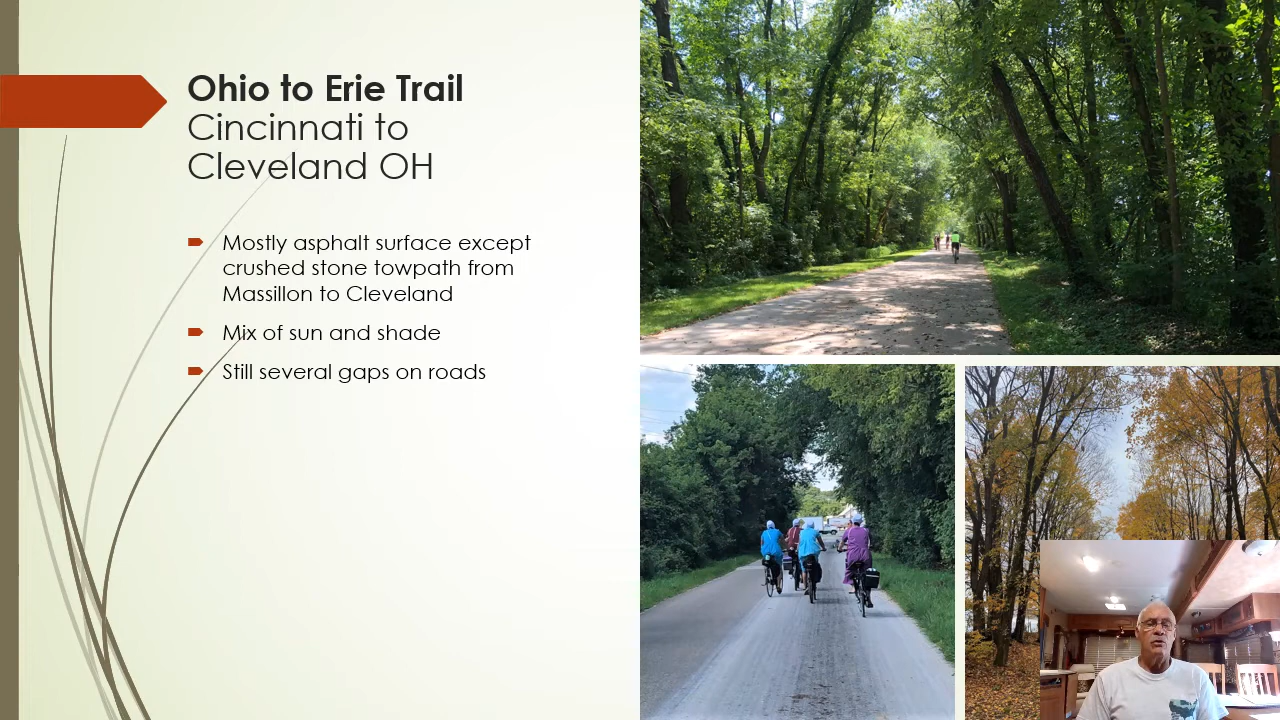 Ohio to Erie Trail
Cincinnati to
Cleveland OH
Mostly asphalt surface except
crushed stone towpath from
Massillon to Cleveland
Mix of sun and shade
Still several gaps on roads